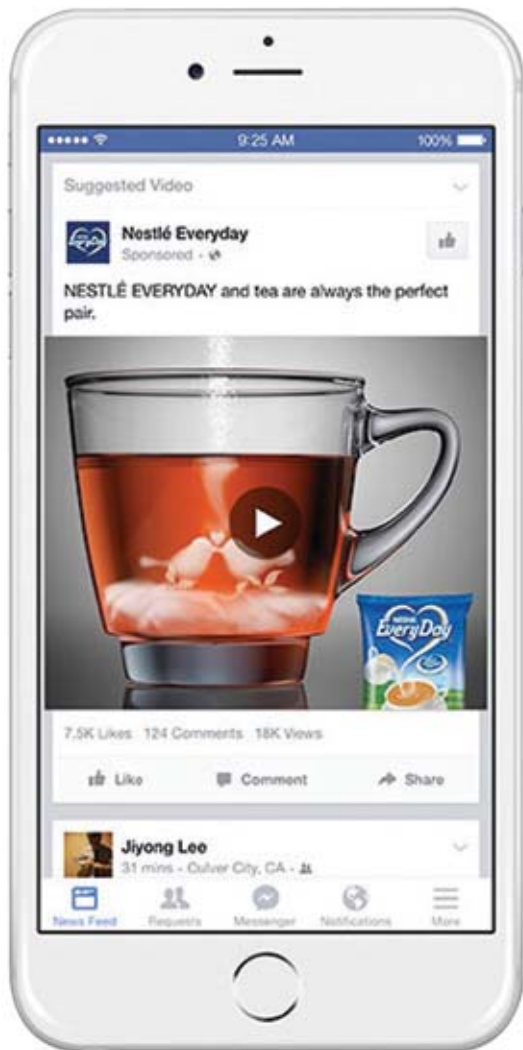 9:25 AM
100%
Suggested Video
Nestlé Everyday
Sponsored
NESTLÉ EVERYDAY and tea are always the perfect
pair.
NESTLÉ
EveryDay
7.5K Likes 124 Comments 18K Views
Like Comment Share
Jiyong Lee
31 mins - Culver City, CA -
News Feed Requests Messenger Notifications More